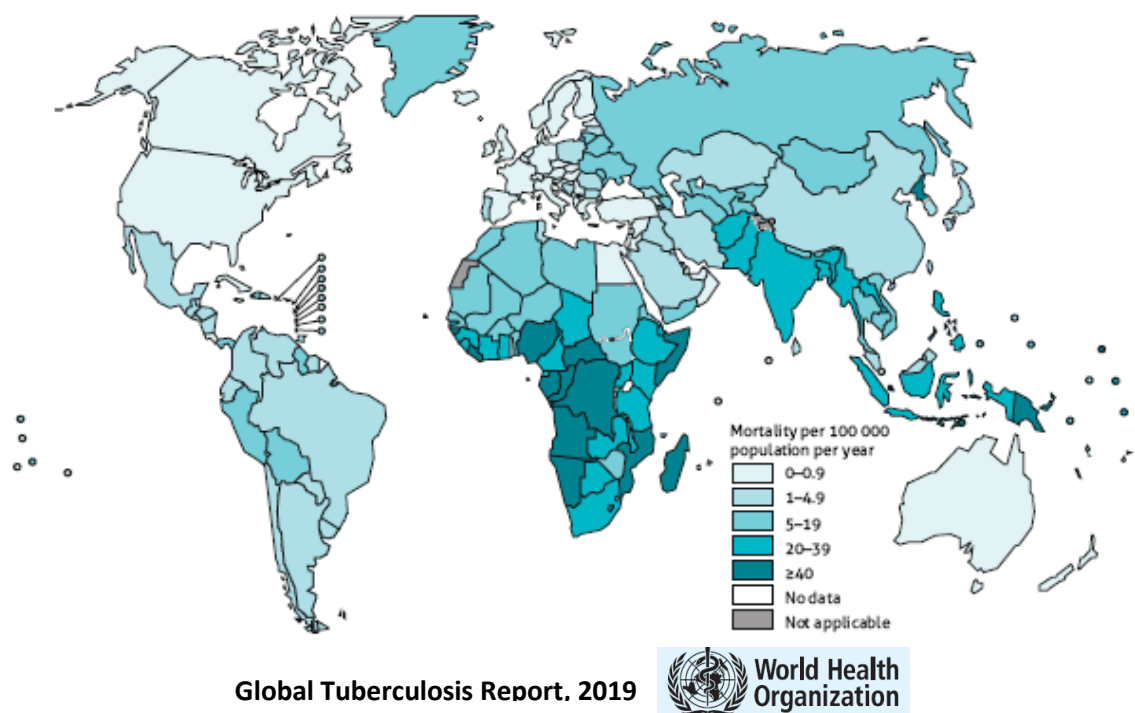 Mortality per 100 000
population per year
0–0.9
1–4.9
5–19
20–39
≥40
No data
Not applicable
Global Tuberculosis Report, 2019
World Health
Organization